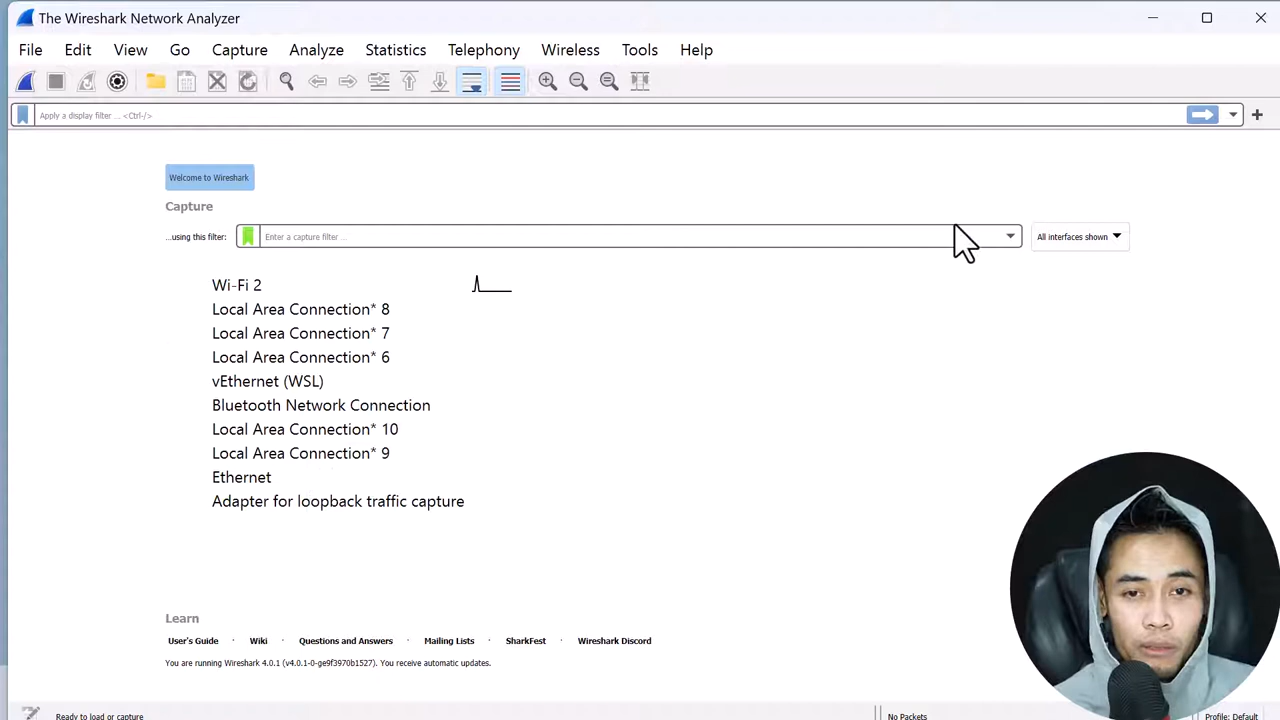 The Wireshark Network Analyzer
File Edit View Go Capture Analyze Statistics Telephony Wireless Tools Help
Apply a display filter ... <Ctrl-/>
Welcome to Wireshark
Capture
...using this filter: Enter a capture filter ... All interfaces shown
Wi-Fi 2
Local Area Connection* 8
Local Area Connection* 7
Local Area Connection* 6
vEthernet (WSL)
Bluetooth Network Connection
Local Area Connection* 10
Local Area Connection* 9
Ethernet
Adapter for loopback traffic capture
Learn
User's Guide · Wiki · Questions and Answers · Mailing Lists · SharkFest · Wireshark Discord
You are running Wireshark 4.0.1 (v4.0.1-0-ge9f3970b1527). You receive automatic updates.
Ready to load or capture No Packets Profile: Default